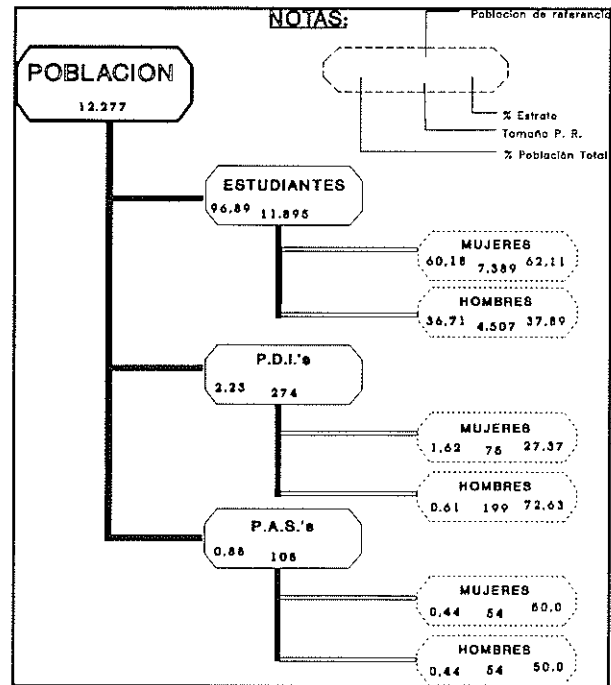 NOTAS:
Poblacion de referencia
POBLACION
12.277
% Estrato
Tamaño P. R.
% Población Total
ESTUDIANTES
96,89 11.895
MUJERES
60,18 7.389 62,11
HOMBRES
36,71 4.507 37,89
P.D.I.'s
2,23 274
MUJERES
1,62 75 27,37
HOMBRES
0,61 199 72,63
P.A.S.'s
0,88 108
MUJERES
0,44 54 50,0
HOMBRES
0,44 54 50,0